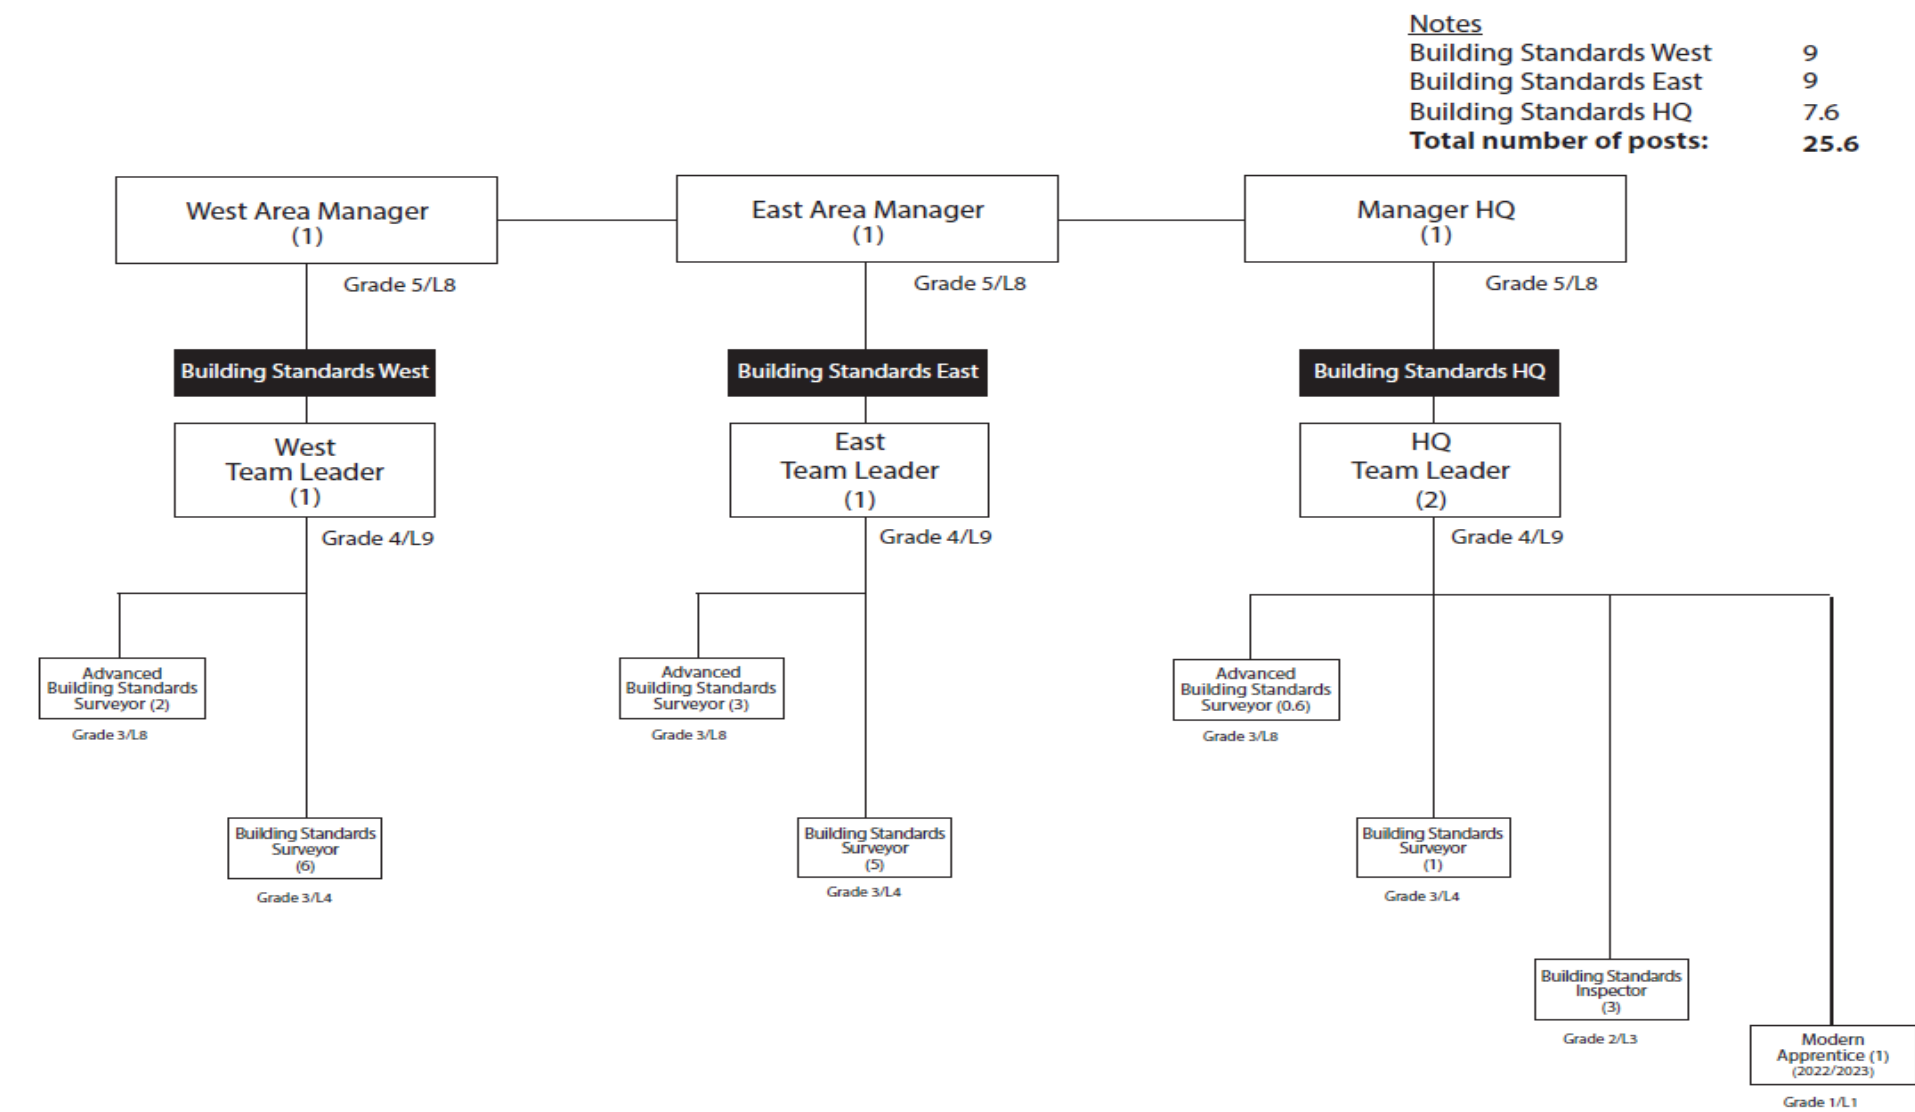 Notes
Building Standards West 9
Building Standards East 9
Building Standards HQ 7.6
Total number of posts: 25.6
West Area Manager
(1)
Grade 5/L8
East Area Manager
(1)
Grade 5/L8
Manager HQ
(1)
Grade 5/L8
Building Standards West
Building Standards East
Building Standards HQ
West
Team Leader
(1)
Grade 4/L9
East
Team Leader
(1)
Grade 4/L9
HQ
Team Leader
(2)
Grade 4/L9
Advanced
Building Standards
Surveyor (2)
Grade 3/L8
Advanced
Building Standards
Surveyor (3)
Grade 3/L8
Advanced
Building Standards
Surveyor (0.6)
Grade 3/L8
Building Standards
Surveyor
(6)
Grade 3/L4
Building Standards
Surveyor
(5)
Grade 3/L4
Building Standards
Surveyor
(1)
Grade 3/L4
Building Standards
Inspector
(3)
Grade 2/L3
Modern
Apprentice (1)
(2022/2023)
Grade 1/L1